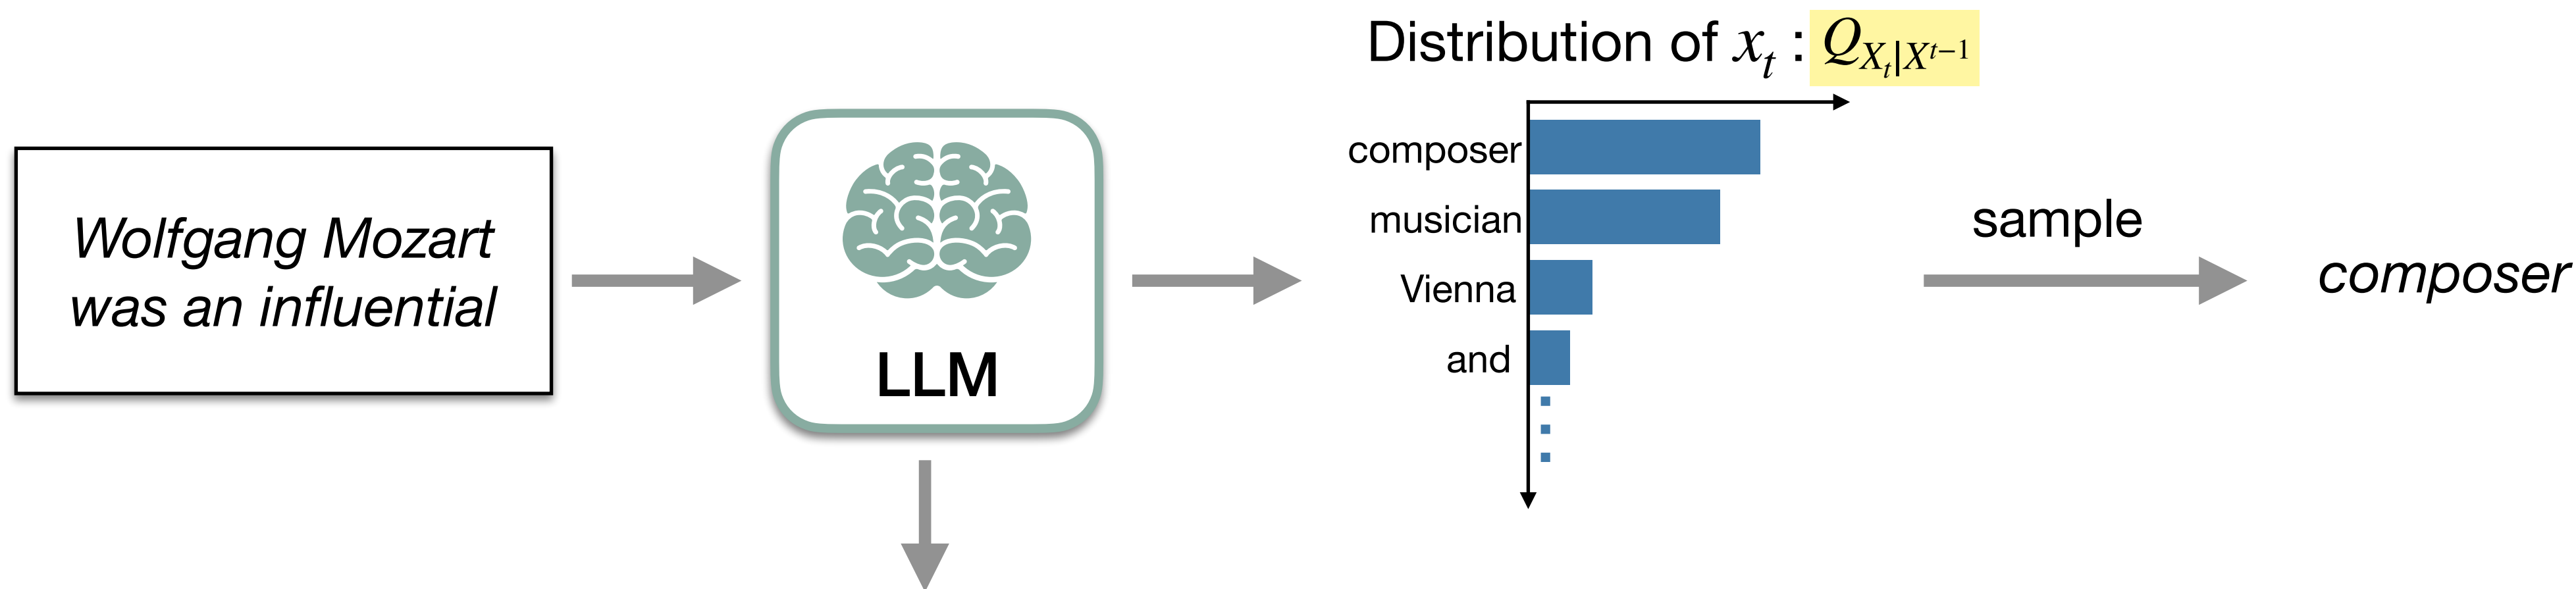 Distribution of $x_t$ : $Q_{X_t|X^{t-1}}$
Wolfgang Mozart
was an influential
LLM
composer
musician
Vienna
and
sample
composer